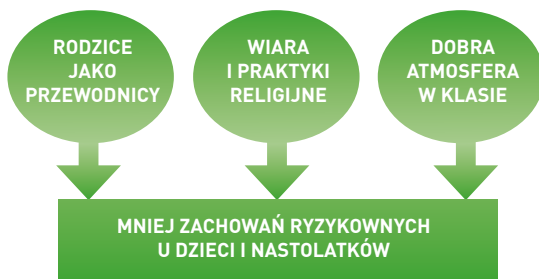 RODZICE
JAKO
PRZEWODNICY
WIARA
I PRAKTYKI
RELIGIJNE
DOBRA
ATMOSFERA
W KLASIE
MNIEJ ZACHOWAŃ RYZYKOWNYCH
U DZIECI I NASTOLATKÓW